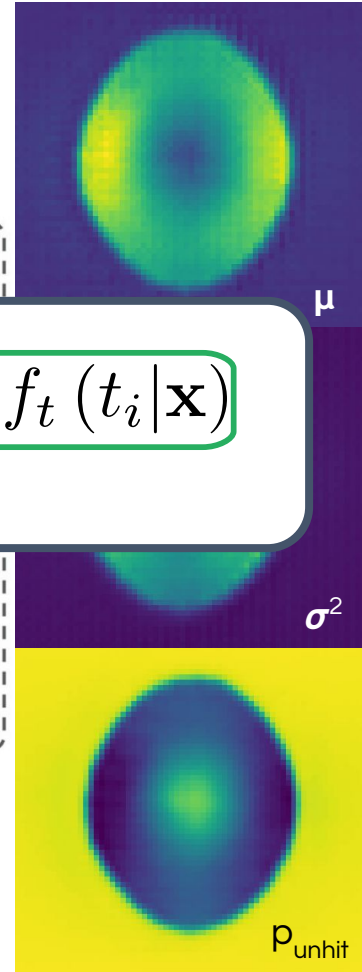 μ
f_t (t_i|𝐱)
σ²
p_unhit